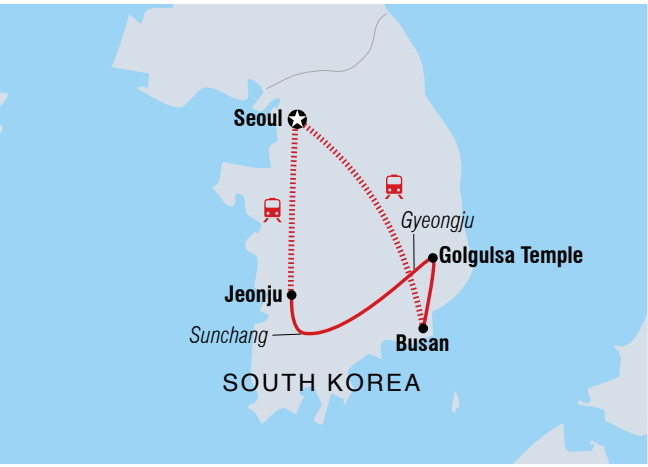 Seoul
Gyeongju
Golgulsa Temple
Jeonju
Sunchang
Busan
SOUTH KOREA